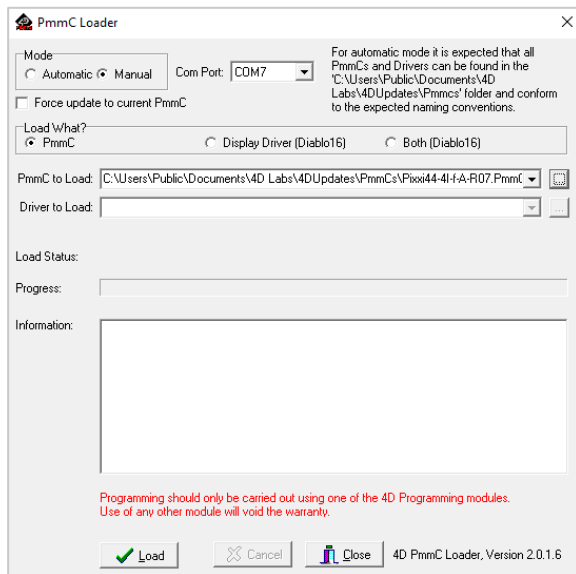 PmmC Loader
Mode
Automatic Manual
Com Port: COM7
For automatic mode it is expected that all
PmmCs and Drivers can be found in the
'C:\Users\Public\Documents\4D
Labs\4DUpdates\Pmmcs' folder and conform
to the expected naming conventions.
Force update to current PmmC
Load What?
PmmC Display Driver (Diablo16) Both (Diablo16)
PmmC to Load: C:\Users\Public\Documents\4D Labs\4DUpdates\PmmCs\Pixxi44-4I-f-A-R07.PmmC
Driver to Load: ...
Load Status:
Progress:
Information:
Programming should only be carried out using one of the 4D Programming modules.
Use of any other module will void the warranty.
Load Cancel Close 4D PmmC Loader, Version 2.0.1.6